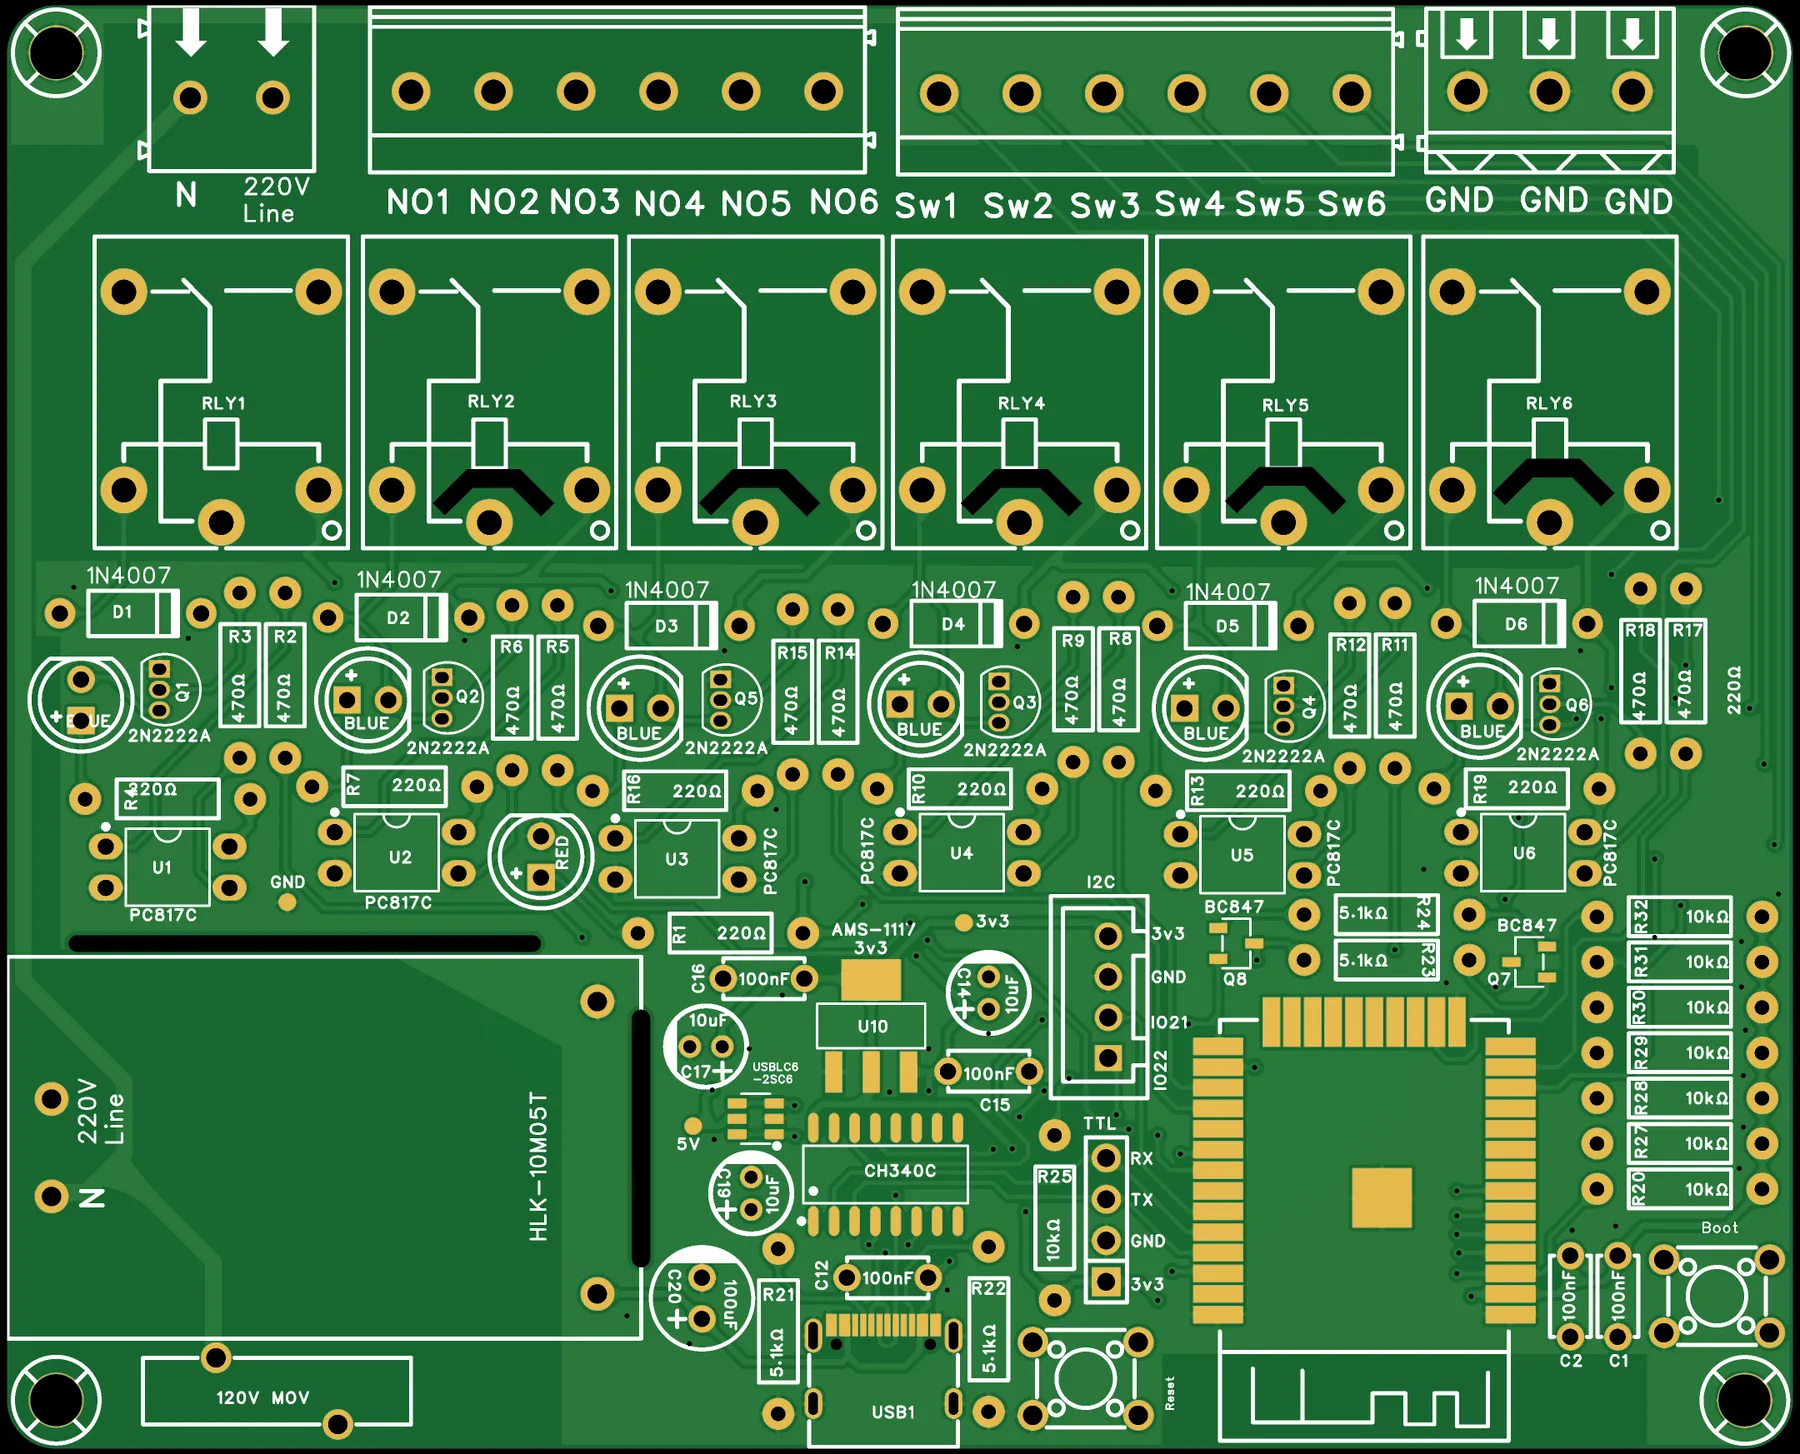 N
220V
Line
NO1 NO2 NO3 NO4 NO5 NO6
Sw1 Sw2 Sw3 Sw4 Sw5 Sw6
GND GND GND
RLY1
RLY2
RLY3
RLY4
RLY5
RLY6
1N4007
D1
R3
470Ω
R2
470Ω
1N4007
D2
R6
470Ω
R5
470Ω
1N4007
D3
R15
470Ω
R14
470Ω
1N4007
D4
R9
470Ω
R8
470Ω
1N4007
D5
R12
470Ω
R11
470Ω
1N4007
D6
R18
470Ω
R17
470Ω
220Ω
+
Q1
2N2222A
+
BLUE
Q2
2N2222A
+
BLUE
Q5
2N2222A
+
BLUE
Q3
2N2222A
+
BLUE
Q4
2N2222A
+
BLUE
Q6
2N2222A
R4
220Ω
R7
220Ω
R16
220Ω
R10
220Ω
R13
220Ω
R19
220Ω
U1
PC817C
U2
PC817C
+
RED
U3
PC817C
PC817C
U4
U5
PC817C
U6
PC817C
GND
R1
220Ω
AMS-1117
3v3
3v3
I2C
3v3
GND
IO21
IO22
BC847
Q8
5.1kΩ
R24
5.1kΩ
R23
BC847
Q7
R32
10kΩ
R31
10kΩ
R30
10kΩ
R29
10kΩ
R28
10kΩ
R27
10kΩ
R20
10kΩ
C16
100nF
U10
C14
+
10uF
10uF
C17
+
USBLC6
-2SC6
100nF
C15
5V
CH340C
C19
+
10uF
TTL
RX
TX
GND
3v3
R25
10kΩ
220V
Line
N
HLK-10M05T
C20
+
100uF
C12
100nF
R21
5.1kΩ
R22
5.1kΩ
USB1
Reset
Boot
100nF
C2
100nF
C1
120V MOV